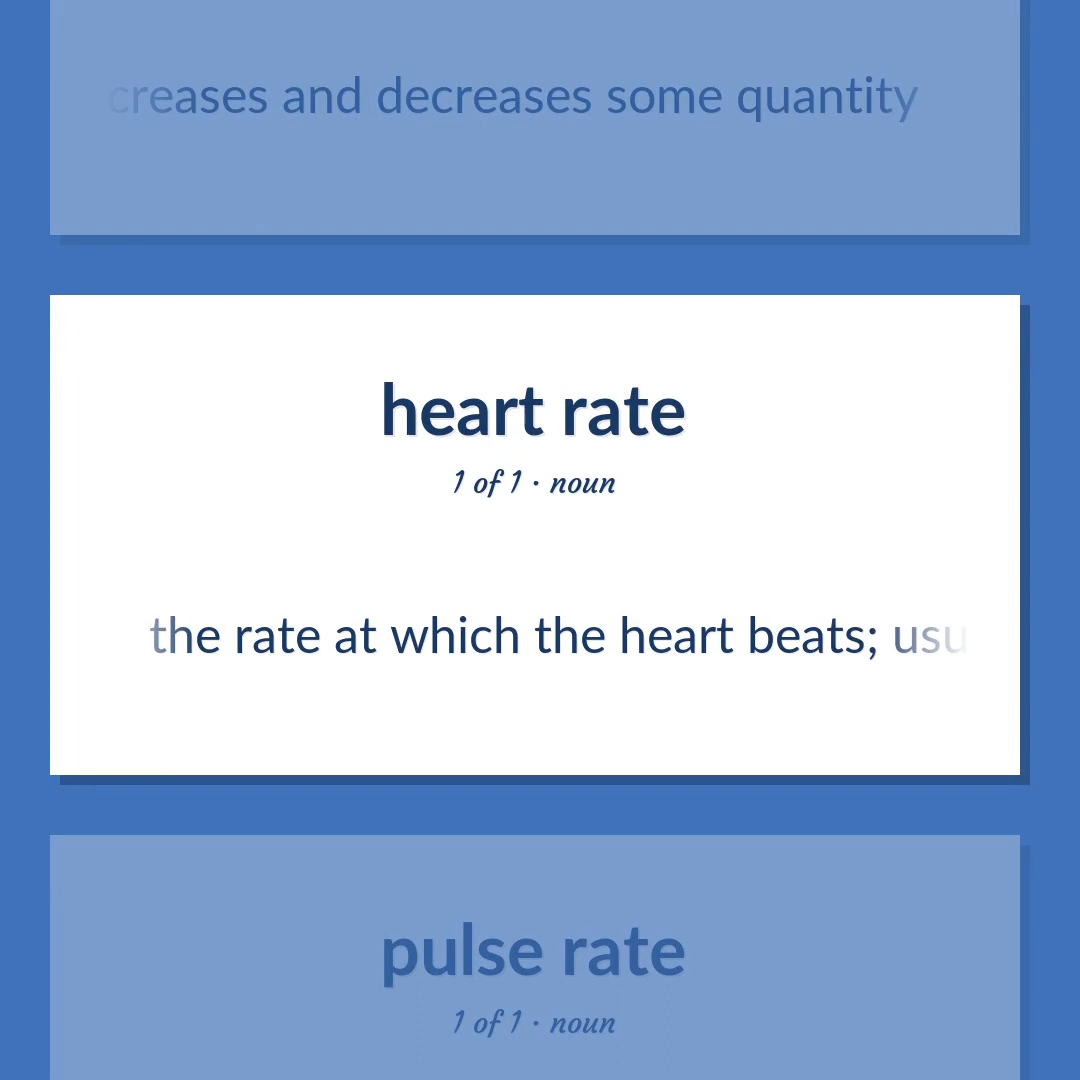 creases and decreases some quantity
heart rate
1 of 1 · noun
the rate at which the heart beats; usu
pulse rate
1 of 1 · noun